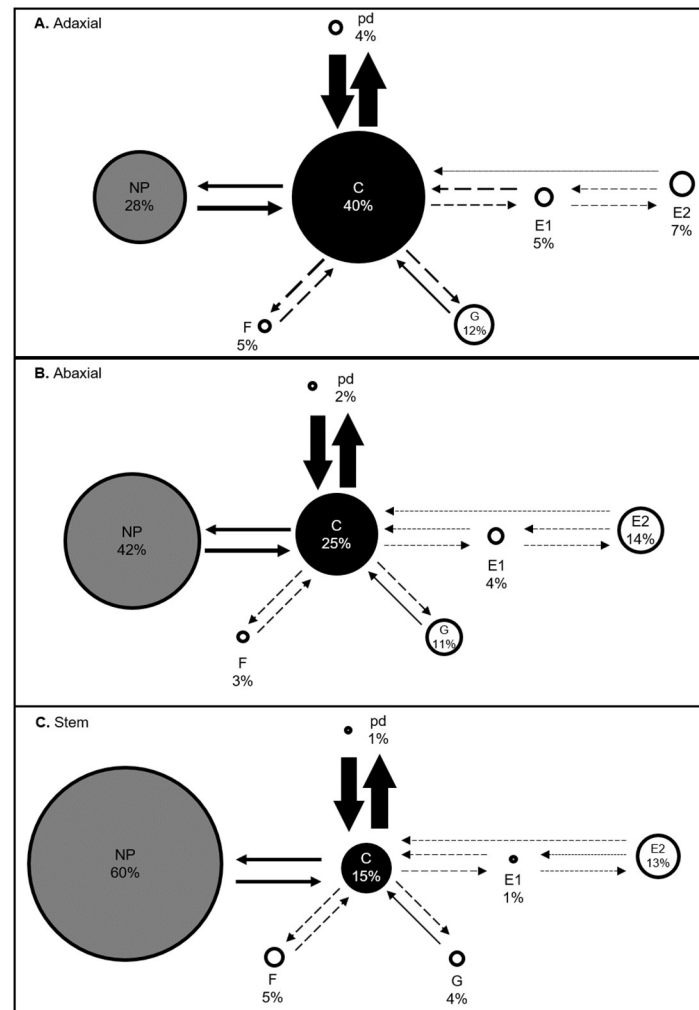 A. Adaxial
pd
4%
NP
28%
C
40%
E1
5%
E2
7%
F
5%
G
12%
B. Abaxial
pd
2%
NP
42%
C
25%
E1
4%
E2
14%
F
3%
G
11%
C. Stem
pd
1%
NP
60%
C
15%
E1
1%
E2
13%
F
5%
G
4%